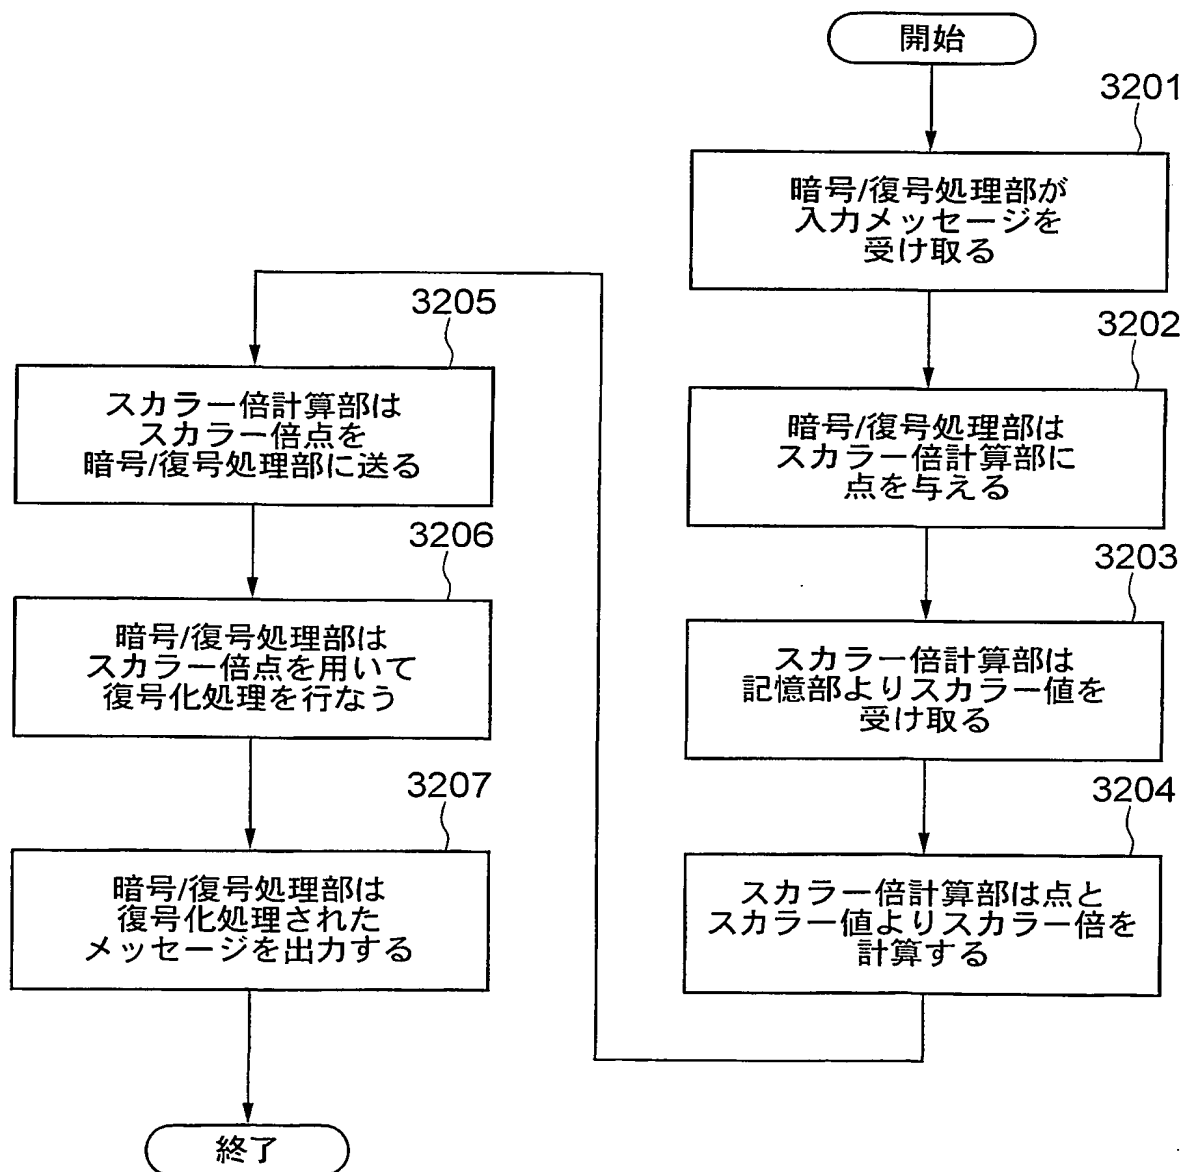 開始
3201
暗号/復号処理部が
入力メッセージを
受け取る
3202
暗号/復号処理部は
スカラー倍計算部に
点を与える
3203
スカラー倍計算部は
記憶部よりスカラー値を
受け取る
3204
スカラー倍計算部は点と
スカラー値よりスカラー倍を
計算する
3205
スカラー倍計算部は
スカラー倍点を
暗号/復号処理部に送る
3206
暗号/復号処理部は
スカラー倍点を用いて
復号化処理を行なう
3207
暗号/復号処理部は
復号化処理された
メッセージを出力する
終了